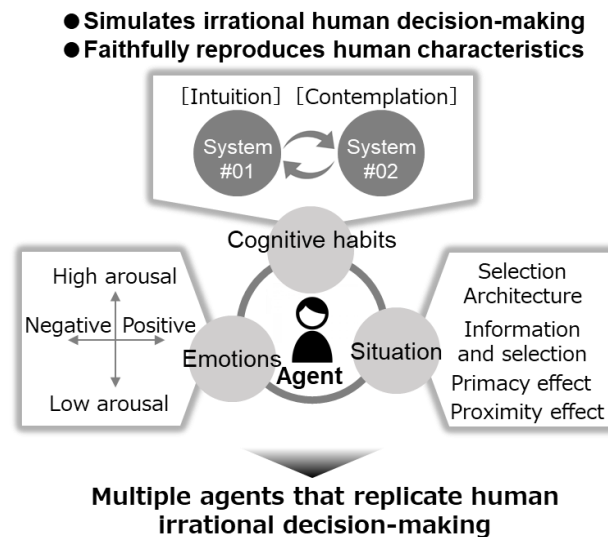 ●Simulates irrational human decision-making
●Faithfully reproduces human characteristics
[Intuition] [Contemplation]
System
#01
System
#02
Cognitive habits
High arousal
Negative Positive
Low arousal
Emotions
Agent
Situation
Selection
Architecture
Information
and selection
Primacy effect
Proximity effect
Multiple agents that replicate human
irrational decision-making